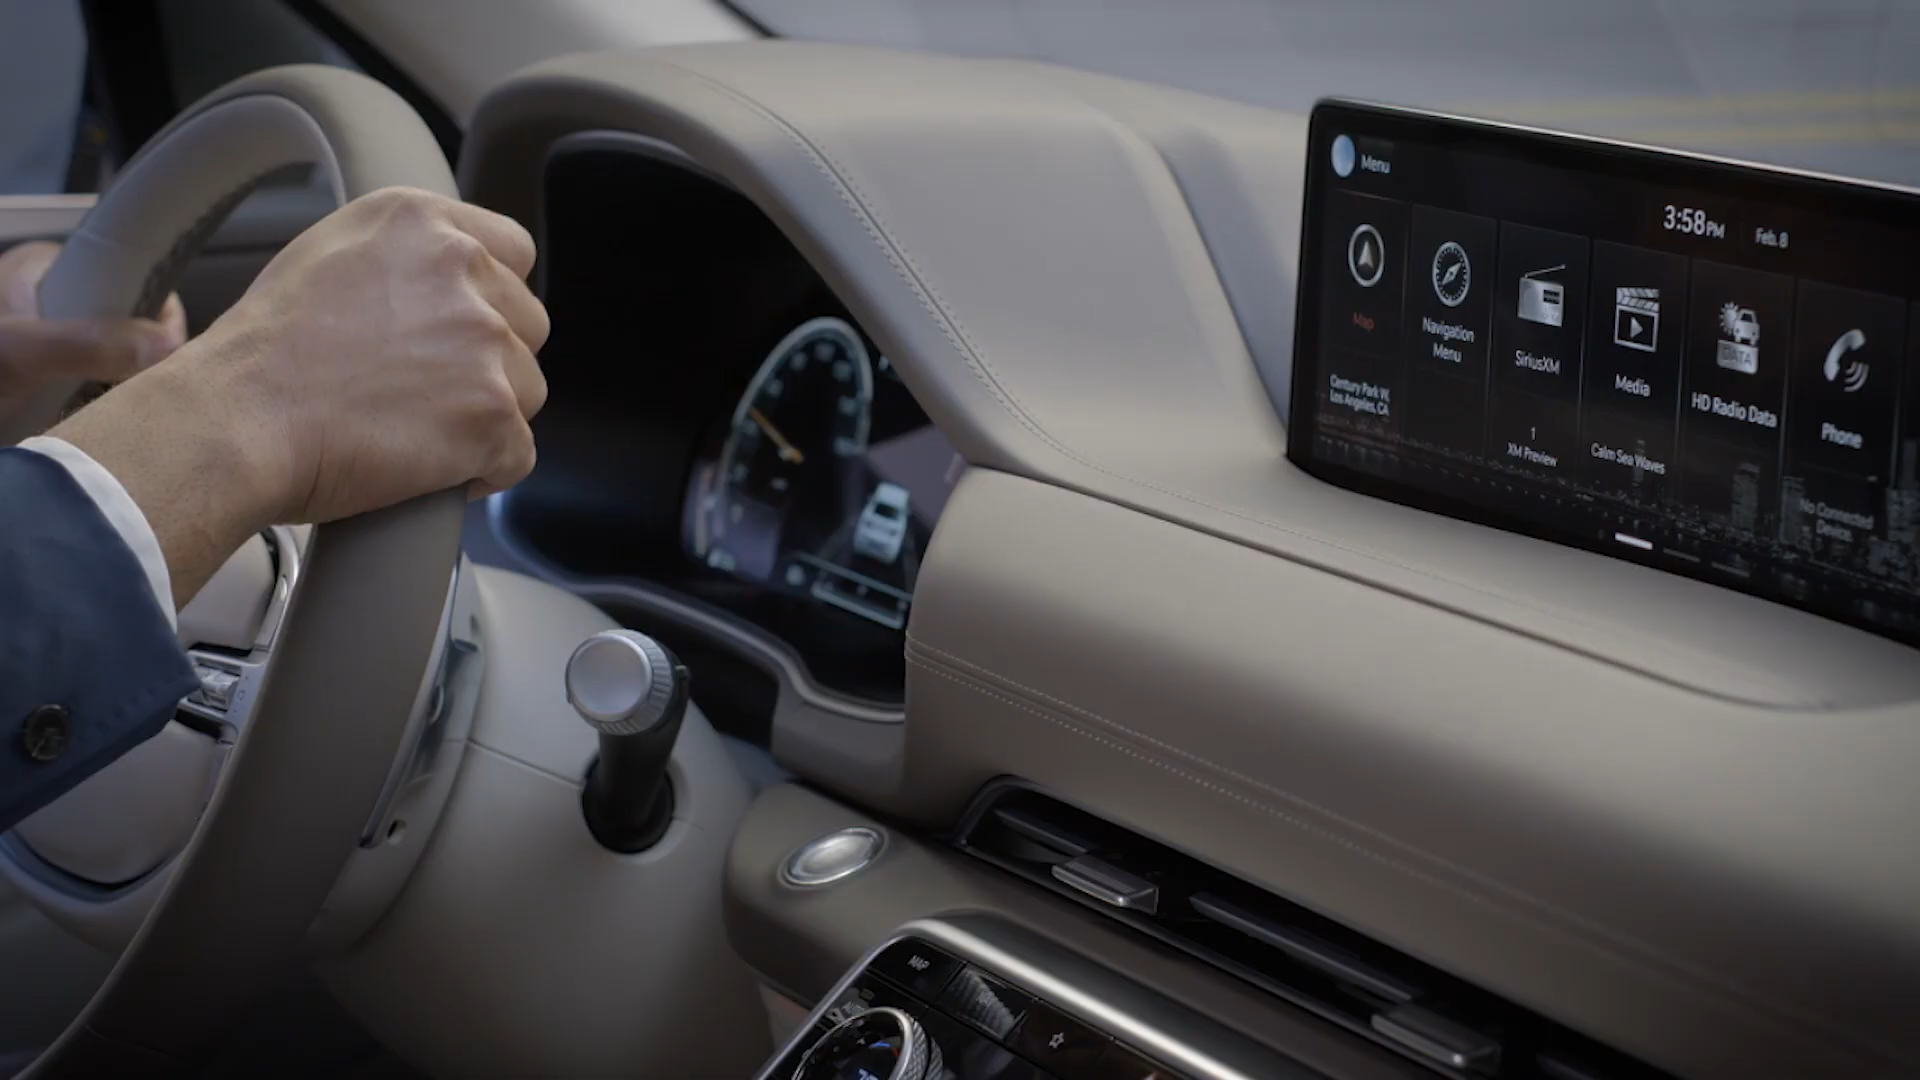 Menu
3:58PM Feb. 8
Map
Navigation
Menu
SiriusXM
Media
DATA
HD Radio Data
Phone
Century Park W,
Los Angeles, CA
1
XM Preview
Calm Sea Waves
No Connected
Device
MAP